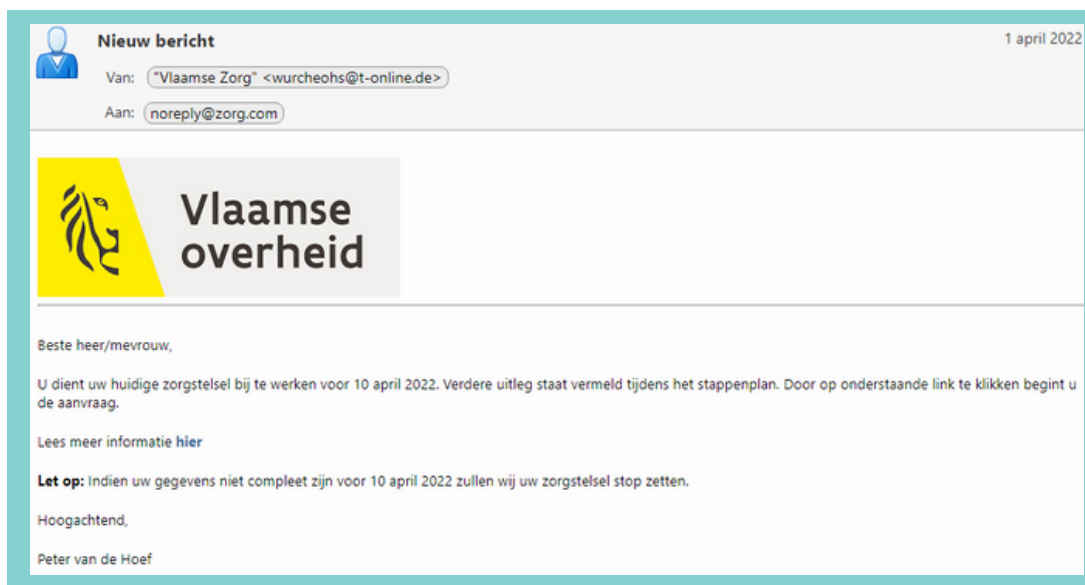 Nieuw bericht
1 april 2022
Van: "Vlaamse Zorg" <wurcheohs@t-online.de>
Aan: noreply@zorg.com
Vlaamse
overheid
Beste heer/mevrouw,
U dient uw huidige zorgstelsel bij te werken voor 10 april 2022. Verdere uitleg staat vermeld tijdens het stappenplan. Door op onderstaande link te klikken begint u
de aanvraag.
Lees meer informatie hier
Let op: Indien uw gegevens niet compleet zijn voor 10 april 2022 zullen wij uw zorgstelsel stop zetten.
Hoogachtend,
Peter van de Hoef